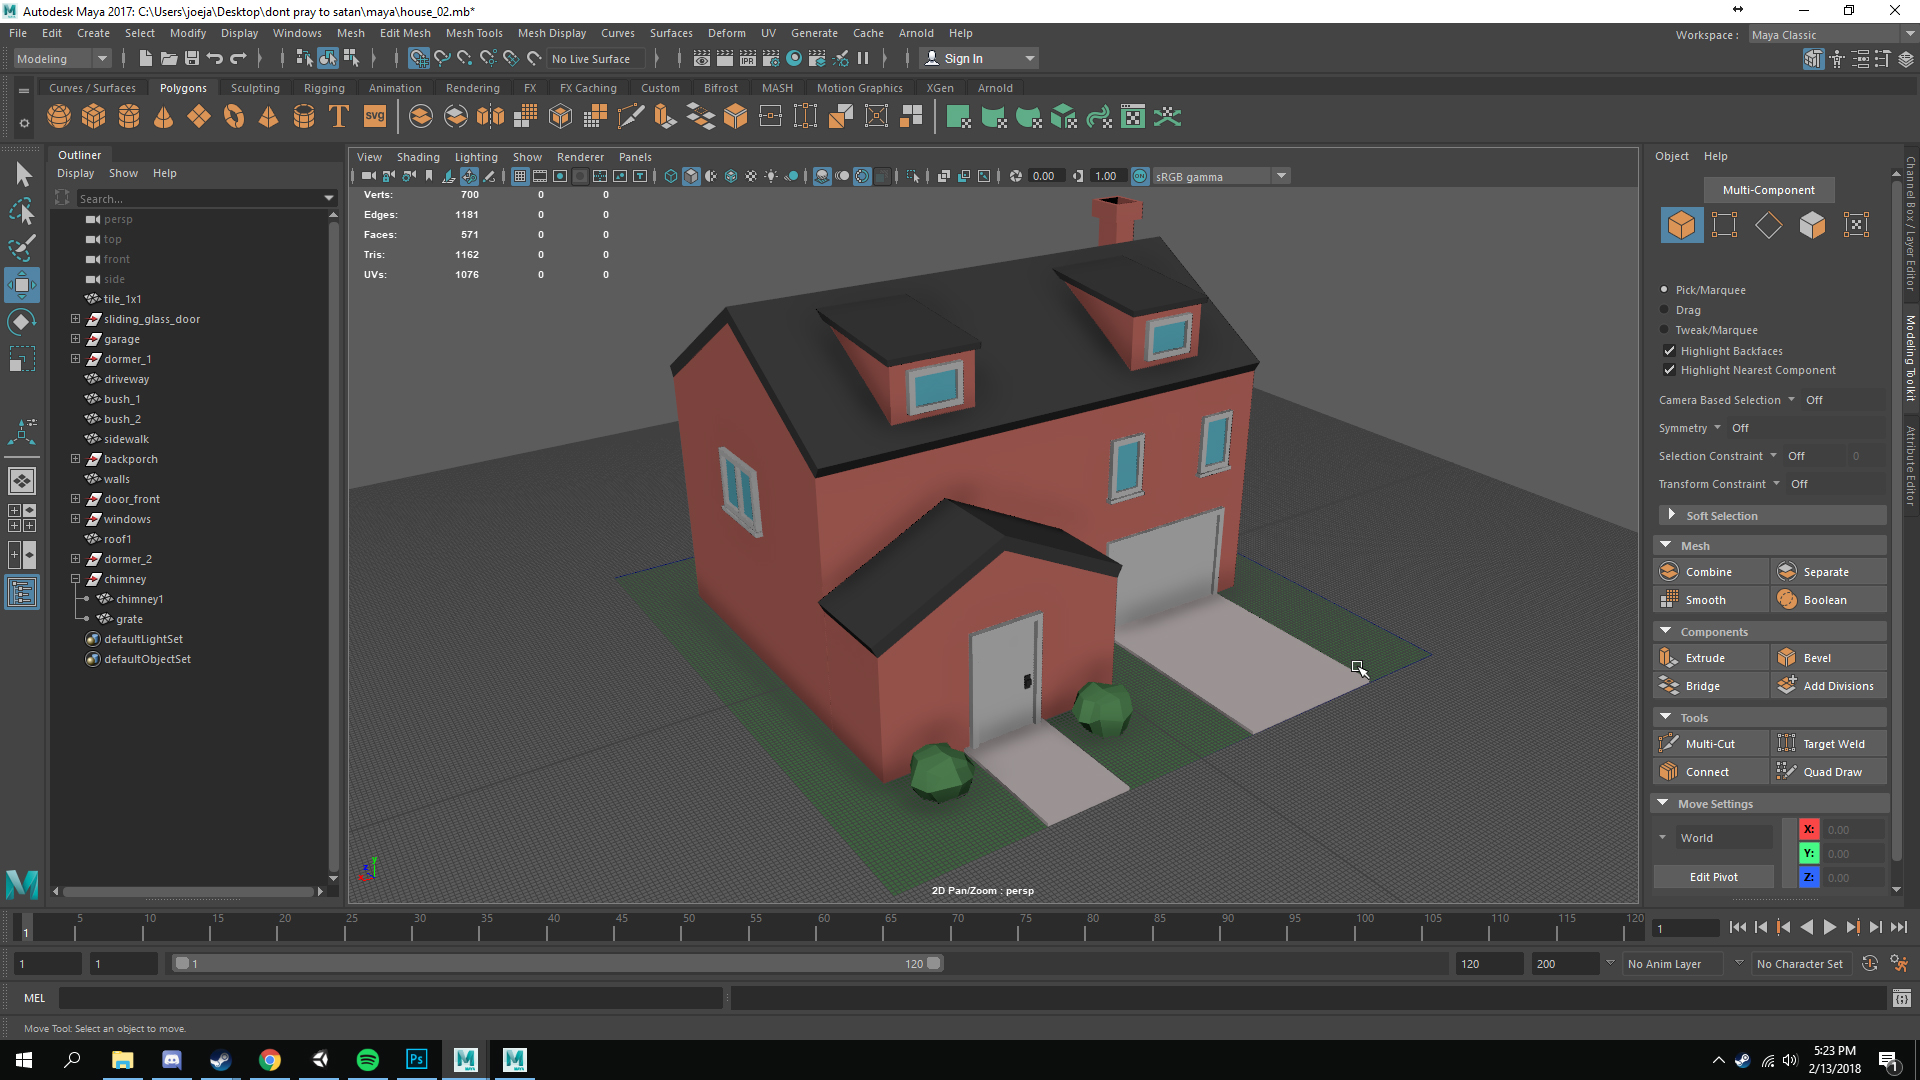 Autodesk Maya 2017: C:\Users\joeja\Desktop\dont pray to satan\maya\house_02.mb*
File Edit Create Select Modify Display Windows Mesh Edit Mesh Mesh Tools Mesh Display Curves Surfaces Deform UV Generate Cache Arnold Help
Workspace : Maya Classic
Modeling
No Live Surface
IPR
Sign In
Curves / Surfaces Polygons Sculpting Rigging Animation Rendering FX FX Caching Custom Bifrost MASH Motion Graphics XGen Arnold
T
SVG
Outliner
Display Show Help
Search...
persp
top
front
side
tile_1x1
sliding_glass_door
garage
dormer_1
driveway
bush_1
bush_2
sidewalk
backporch
walls
door_front
windows
roof1
dormer_2
chimney
chimney1
grate
defaultLightSet
defaultObjectSet
View Shading Lighting Show Renderer Panels
0.00
1.00
ON
sRGB gamma
Verts: 700 0 0
Edges: 1181 0 0
Faces: 571 0 0
Tris: 1162 0 0
UVs: 1076 0 0
2D Pan/Zoom : persp
Object Help
Multi-Component
Pick/Marquee
Drag
Tweak/Marquee
Highlight Backfaces
Highlight Nearest Component
Camera Based Selection Off
Symmetry Off
Selection Constraint Off 0
Transform Constraint Off
Soft Selection
Mesh
Combine Separate
Smooth Boolean
Components
Extrude Bevel
Bridge Add Divisions
Tools
Multi-Cut Target Weld
Connect Quad Draw
Move Settings
World
X: 0.00
Y: 0.00
Edit Pivot
Z: 0.00
Channel Box / Layer Editor
Modeling Toolkit
Attribute Editor
1 5 10 15 20 25 30 35 40 45 50 55 60 65 70 75 80 85 90 95 100 105 110 115 120
1
1 1 1 120 120 200 No Anim Layer No Character Set
MEL
Move Tool: Select an object to move.
Ps
5:23 PM
2/13/2018
1